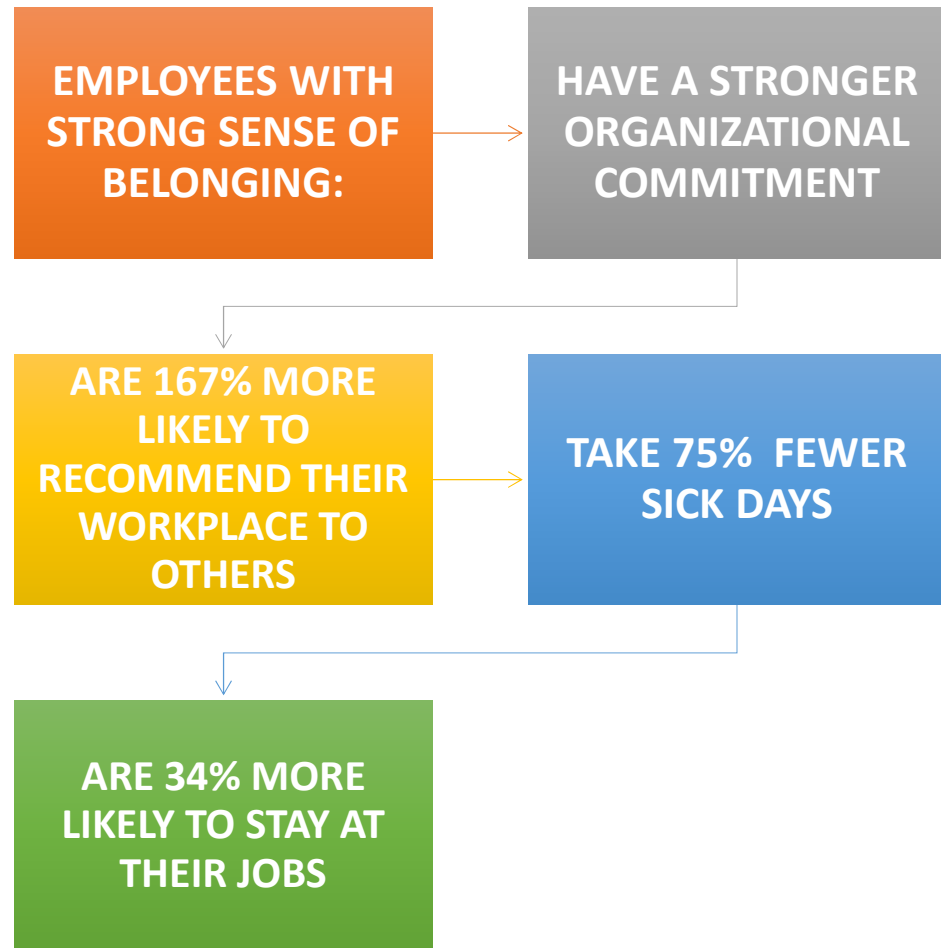 EMPLOYEES WITH
STRONG SENSE OF
BELONGING:
HAVE A STRONGER
ORGANIZATIONAL
COMMITMENT
ARE 167% MORE
LIKELY TO
RECOMMEND THEIR
WORKPLACE TO
OTHERS
TAKE 75%  FEWER
SICK DAYS
ARE 34% MORE
LIKELY TO STAY AT
THEIR JOBS